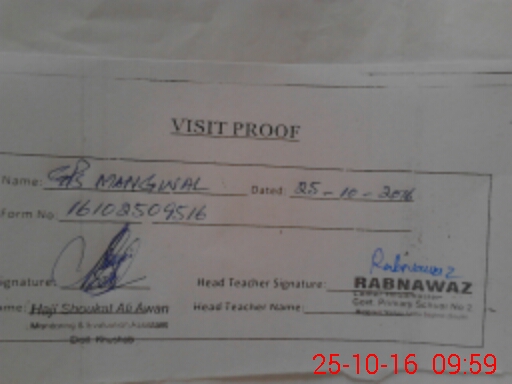 VISIT PROOF
Name: GPS MANGWAL Dated: 25-10-2016
Form No. 16102509516
Signature: Head Teacher Signature: Rabnawaz
RABNAWAZ
ame: Haji Shoukat Ali Awan Head Teacher Name: Govt. Primary School No 2
Monitoring & Evaluation Assistant
Distt. Khushab
25-10-16 09:59